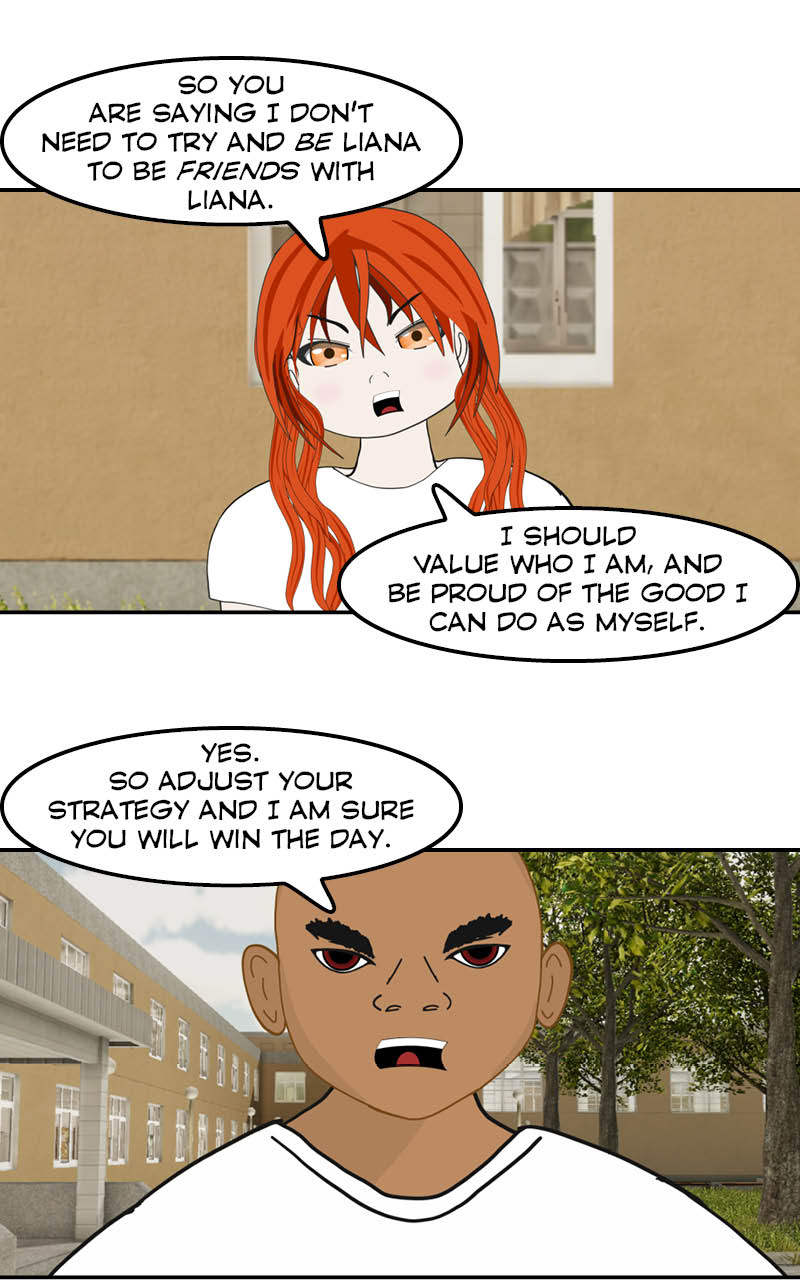 SO YOU
ARE SAYING I DON'T
NEED TO TRY AND BE LIANA
TO BE FRIENDS WITH
LIANA.
I SHOULD
VALUE WHO I AM, AND
BE PROUD OF THE GOOD I
CAN DO AS MYSELF.
YES.
SO ADJUST YOUR
STRATEGY AND I AM SURE
YOU WILL WIN THE DAY.